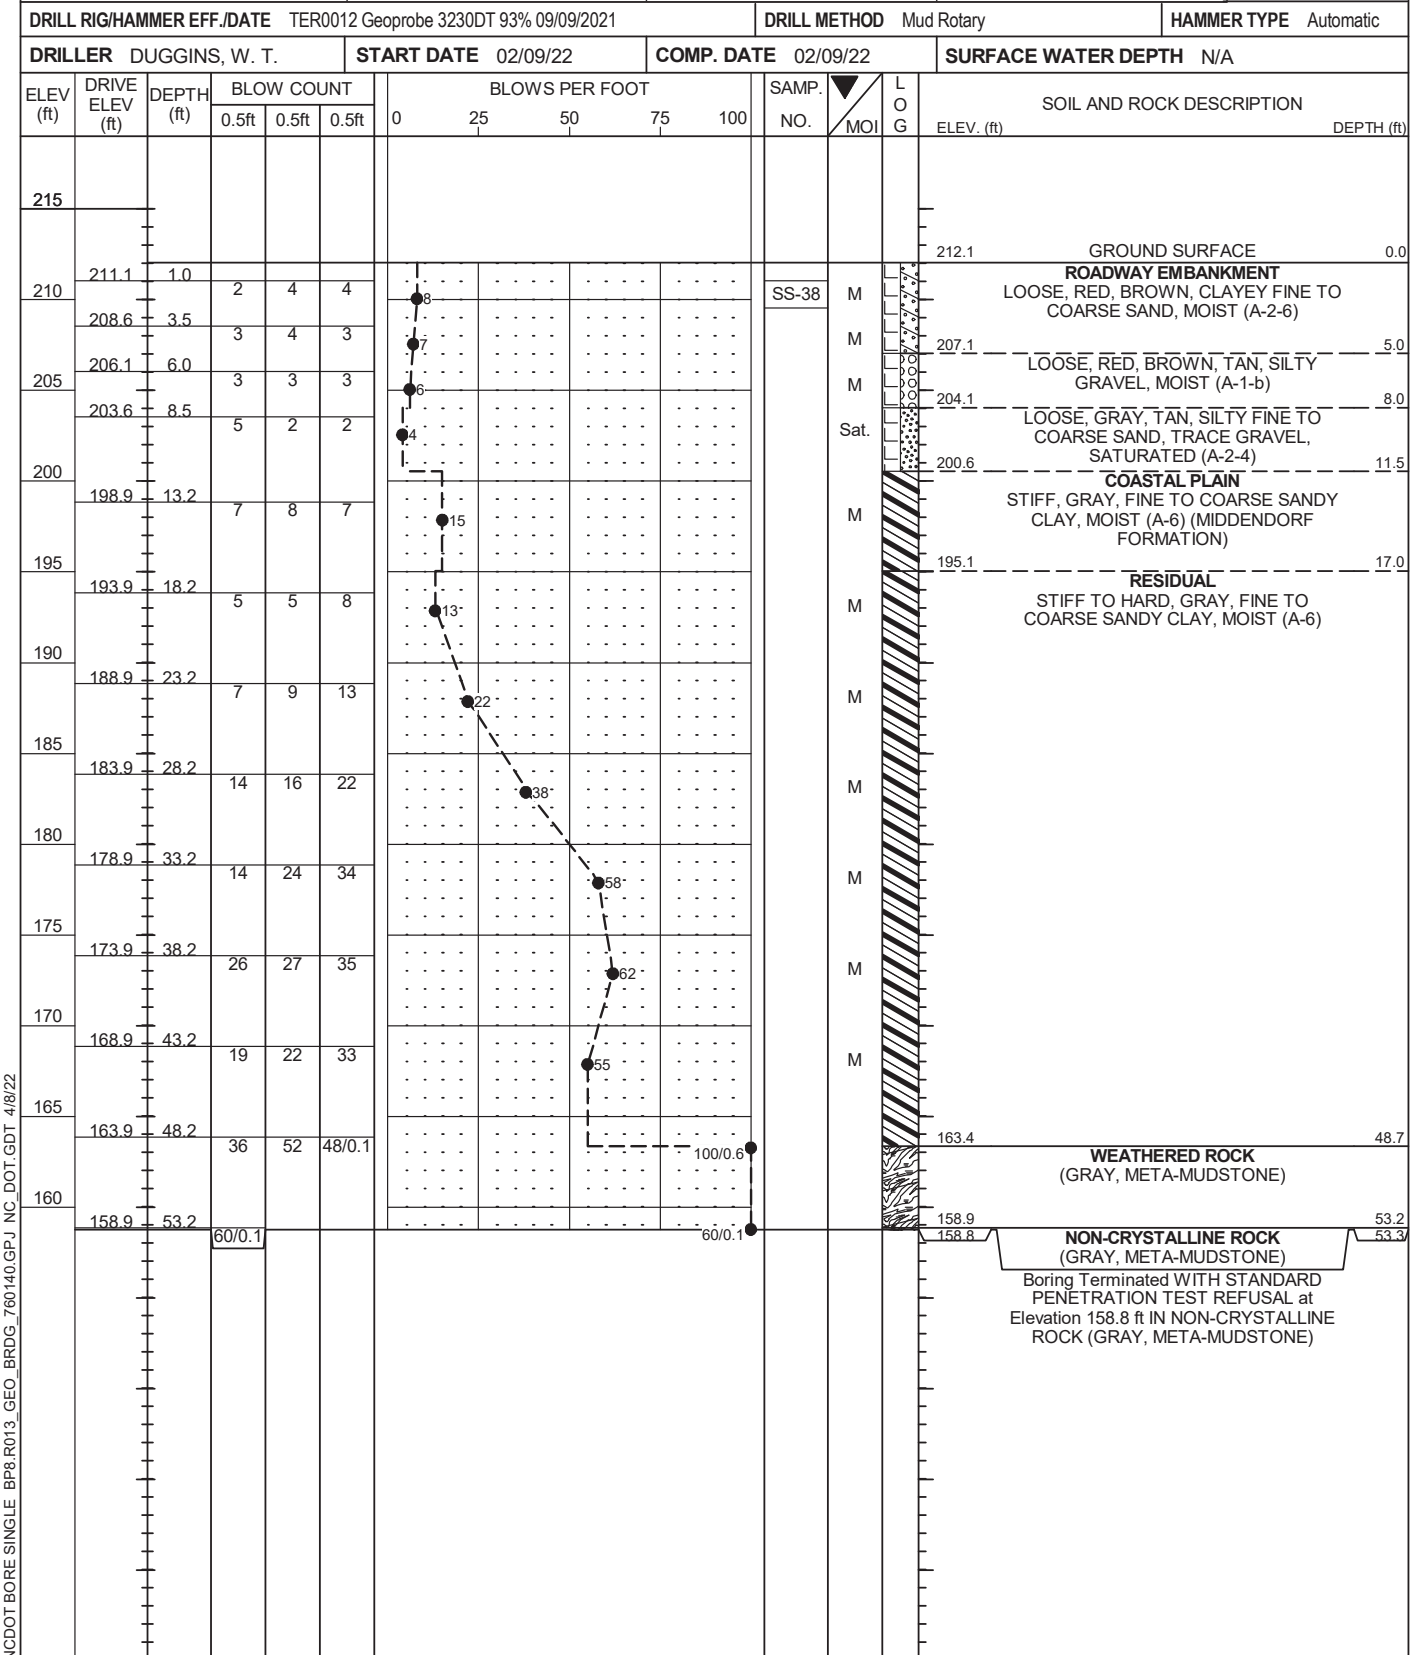 DRILL RIG/HAMMER EFF./DATE TER0012 Geoprobe 3230DT 93% 09/09/2021 DRILL METHOD Mud Rotary HAMMER TYPE Automatic
DRILLER DUGGINS, W. T. START DATE 02/09/22 COMP. DATE 02/09/22 SURFACE WATER DEPTH N/A
ELEV (ft) DRIVE ELEV (ft) DEPTH (ft) BLOW COUNT BLOWS PER FOOT SAMP. NO. MOI LOG SOIL AND ROCK DESCRIPTION
0.5ft 0.5ft 0.5ft 0 25 50 75 100 ELEV. (ft) DEPTH (ft)
215
212.1 GROUND SURFACE 0.0
211.1 1.0 ROADWAY EMBANKMENT
210 2 4 4 8 SS-38 M LOOSE, RED, BROWN, CLAYEY FINE TO
COARSE SAND, MOIST (A-2-6)
208.6 3.5
3 4 3 7 M 207.1 5.0
206.1 6.0 LOOSE, RED, BROWN, TAN, SILTY
205 3 3 3 6 M GRAVEL, MOIST (A-1-b)
204.1 8.0
203.6 8.5 LOOSE, GRAY, TAN, SILTY FINE TO
5 2 2 4 Sat. COARSE SAND, TRACE GRAVEL,
SATURATED (A-2-4)
200 200.6 11.5
COASTAL PLAIN
198.9 13.2 STIFF, GRAY, FINE TO COARSE SANDY
7 8 7 15 M CLAY, MOIST (A-6) (MIDDENDORF
FORMATION)
195 195.1 17.0
193.9 18.2 RESIDUAL
5 5 8 13 M STIFF TO HARD, GRAY, FINE TO
COARSE SANDY CLAY, MOIST (A-6)
190
188.9 23.2
7 9 13 22 M
185
183.9 28.2
14 16 22 38 M
180
178.9 33.2
14 24 34 58 M
175
173.9 38.2
26 27 35 62 M
170
168.9 43.2
19 22 33 55 M
165
163.9 48.2 163.4 48.7
36 52 48/0.1 100/0.6 WEATHERED ROCK
(GRAY, META-MUDSTONE)
160
158.9 53.2 158.9 53.2
60/0.1 60/0.1 158.8 NON-CRYSTALLINE ROCK 53.3
(GRAY, META-MUDSTONE)
Boring Terminated WITH STANDARD
PENETRATION TEST REFUSAL at
Elevation 158.8 ft IN NON-CRYSTALLINE
ROCK (GRAY, META-MUDSTONE)
NCDOT BORE SINGLE BP8.R013_GEO_BRDG_760140.GPJ NC_DOT.GDT 4/8/22